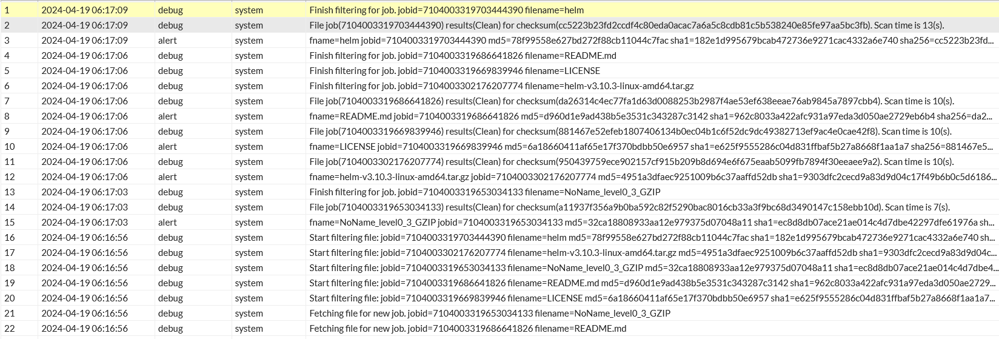 1 2024-04-19 06:17:09 debug system Finish filtering for job. jobid=7104003319703444390 filename=helm
2 2024-04-19 06:17:09 debug system File job(7104003319703444390) results(Clean) for checksum(cc5223b23fd2ccdf4c80eda0acac7a6a5c8cdb81c5b538240e85fe97aa5bc3fb). Scan time is 13(s).
3 2024-04-19 06:17:09 alert system fname=helm jobid=7104003319703444390 md5=78f99558e627bd272f88cb11044c7fac sha1=182e1d995679bcab472736e9271cac4332a6e740 sha256=cc5223b23fd...
4 2024-04-19 06:17:06 debug system Finish filtering for job. jobid=7104003319686641826 filename=README.md
5 2024-04-19 06:17:06 debug system Finish filtering for job. jobid=7104003319669839946 filename=LICENSE
6 2024-04-19 06:17:06 debug system Finish filtering for job. jobid=7104003302176207774 filename=helm-v3.10.3-linux-amd64.tar.gz
7 2024-04-19 06:17:06 debug system File job(7104003319686641826) results(Clean) for checksum(da26314c4ec77fa1d63d0088253b2987f4ae53ef638eeae76ab9845a7897cbb4). Scan time is 10(s).
8 2024-04-19 06:17:06 alert system fname=README.md jobid=7104003319686641826 md5=d960d1e9ad438b5e3531c343287c3142 sha1=962c8033a422afc931a97eda3d050ae2729eb6b4 sha256=da2...
9 2024-04-19 06:17:06 debug system File job(7104003319669839946) results(Clean) for checksum(881467e52efeb1807406134b0ec04b1c6f52dc9dc49382713ef9ac4e0cae42f8). Scan time is 10(s).
10 2024-04-19 06:17:06 alert system fname=LICENSE jobid=7104003319669839946 md5=6a18660411af65e17f370bdbb50e6957 sha1=e625f9555286c04d831ffbaf5b27a8668f1aa1a7 sha256=881467e5...
11 2024-04-19 06:17:06 debug system File job(7104003302176207774) results(Clean) for checksum(950439759ece902157cf915b209b8d694e6f675eaab5099fb7894f30eeaee9a2). Scan time is 10(s).
12 2024-04-19 06:17:06 alert system fname=helm-v3.10.3-linux-amd64.tar.gz jobid=7104003302176207774 md5=4951a3dfaec9251009b6c37aaffd52db sha1=9303dfc2cecd9a83d9d04c17f49b6b0c5d6186...
13 2024-04-19 06:17:03 debug system Finish filtering for job. jobid=7104003319653034133 filename=NoName_level0_3_GZIP
14 2024-04-19 06:17:03 debug system File job(7104003319653034133) results(Clean) for checksum(a11937f356a9b0ba592c82f5290bac8016cb33a3f9bc68d3490147c158ebb10d). Scan time is 7(s).
15 2024-04-19 06:17:03 alert system fname=NoName_level0_3_GZIP jobid=7104003319653034133 md5=32ca18808933aa12e979375d07048a11 sha1=ec8d8db07ace21ae014c4d7dbe42297dfe61976a sh...
16 2024-04-19 06:16:56 debug system Start filtering file: jobid=7104003319703444390 filename=helm md5=78f99558e627bd272f88cb11044c7fac sha1=182e1d995679bcab472736e9271cac4332a6e740 sh...
17 2024-04-19 06:16:56 debug system Start filtering file: jobid=7104003302176207774 filename=helm-v3.10.3-linux-amd64.tar.gz md5=4951a3dfaec9251009b6c37aaffd52db sha1=9303dfc2cecd9a83d9d04c...
18 2024-04-19 06:16:56 debug system Start filtering file: jobid=7104003319653034133 filename=NoName_level0_3_GZIP md5=32ca18808933aa12e979375d07048a11 sha1=ec8d8db07ace21ae014c4d7dbe4...
19 2024-04-19 06:16:56 debug system Start filtering file: jobid=7104003319686641826 filename=README.md md5=d960d1e9ad438b5e3531c343287c3142 sha1=962c8033a422afc931a97eda3d050ae2729...
20 2024-04-19 06:16:56 debug system Start filtering file: jobid=7104003319669839946 filename=LICENSE md5=6a18660411af65e17f370bdbb50e6957 sha1=e625f9555286c04d831ffbaf5b27a8668f1aa1a7...
21 2024-04-19 06:16:56 debug system Fetching file for new job. jobid=7104003319653034133 filename=NoName_level0_3_GZIP
22 2024-04-19 06:16:56 debug system Fetching file for new job. jobid=7104003319686641826 filename=README.md